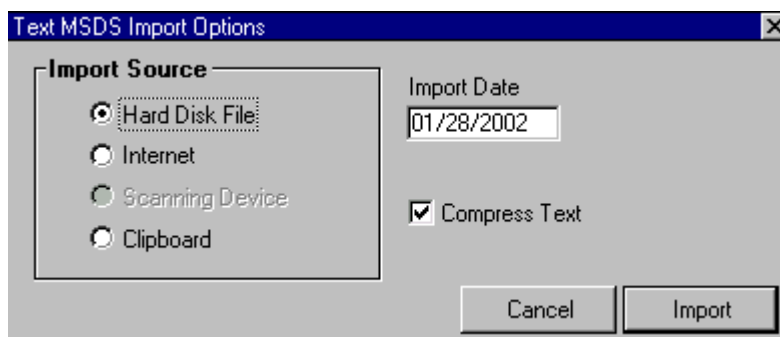 Text MSDS Import Options
Import Source
Hard Disk File
Internet
Scanning Device
Clipboard
Import Date
01/28/2002
Compress Text
Cancel
Import